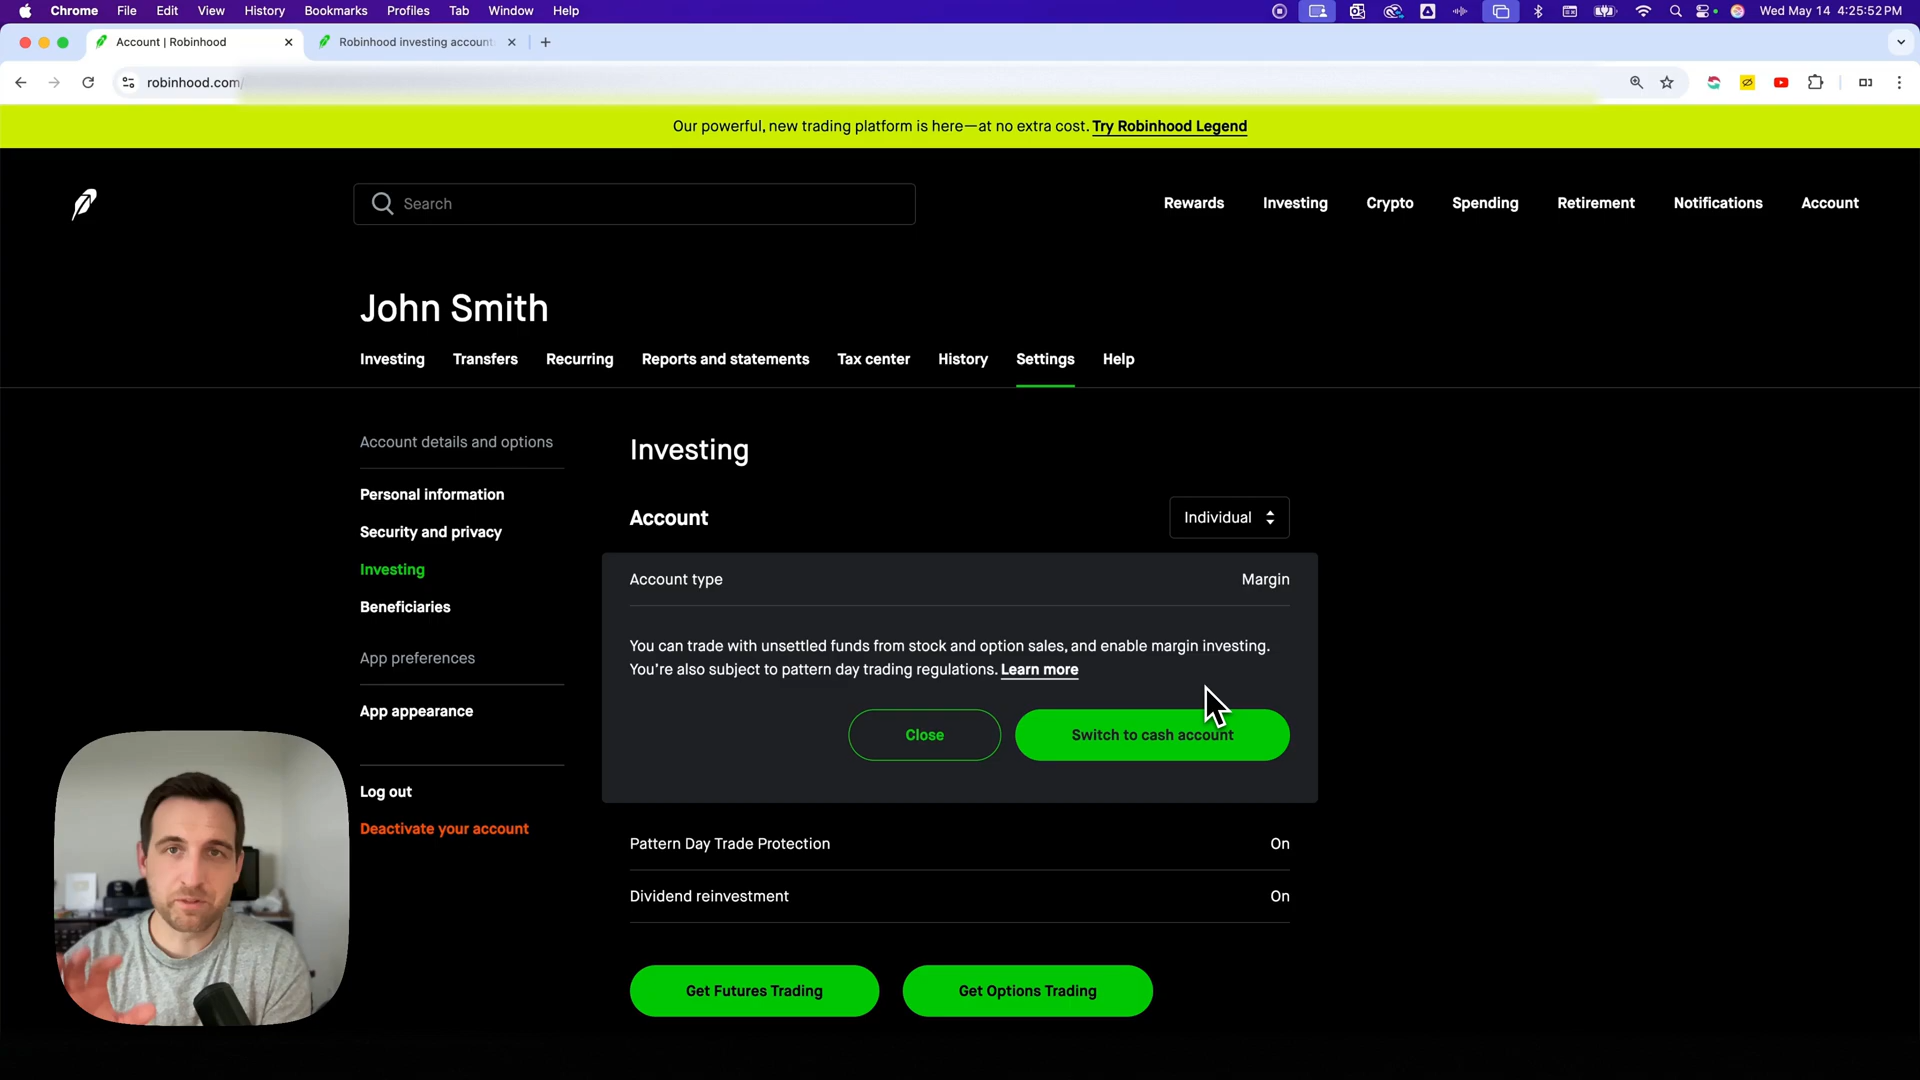 Chrome File Edit View History Bookmarks Profiles Tab Window Help Wed May 14 4:25:52 PM
Account | Robinhood Robinhood investing account
robinhood.com/
Our powerful, new trading platform is here—at no extra cost. Try Robinhood Legend
Search Rewards Investing Crypto Spending Retirement Notifications Account
John Smith
Investing Transfers Recurring Reports and statements Tax center History Settings Help
Account details and options
Personal information
Security and privacy
Investing
Beneficiaries
App preferences
App appearance
Log out
Deactivate your account
Investing
Account Individual
Account type Margin
You can trade with unsettled funds from stock and option sales, and enable margin investing.
You're also subject to pattern day trading regulations. Learn more
Close Switch to cash account
Pattern Day Trade Protection On
Dividend reinvestment On
Get Futures Trading Get Options Trading